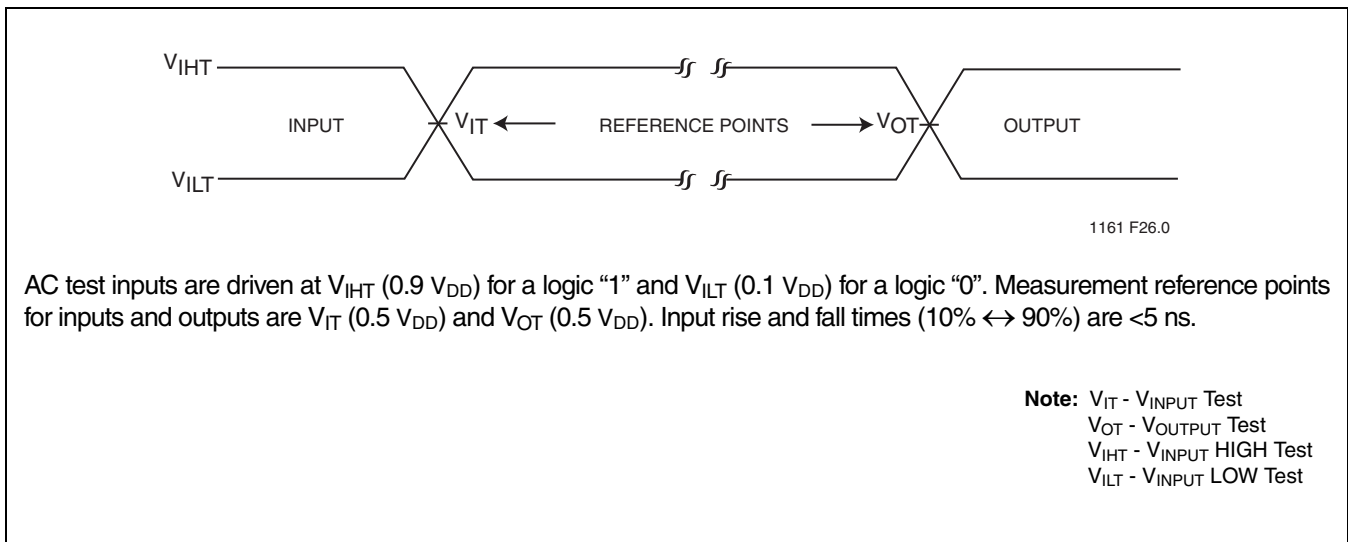 VIHT
INPUT VIT REFERENCE POINTS VOT OUTPUT
VILT
1161 F26.0
AC test inputs are driven at VIHT (0.9 VDD) for a logic “1” and VILT (0.1 VDD) for a logic “0”. Measurement reference points
for inputs and outputs are VIT (0.5 VDD) and VOT (0.5 VDD). Input rise and fall times (10% ↔ 90%) are <5 ns.
Note: VIT - VINPUT Test
VOT - VOUTPUT Test
VIHT - VINPUT HIGH Test
VILT - VINPUT LOW Test